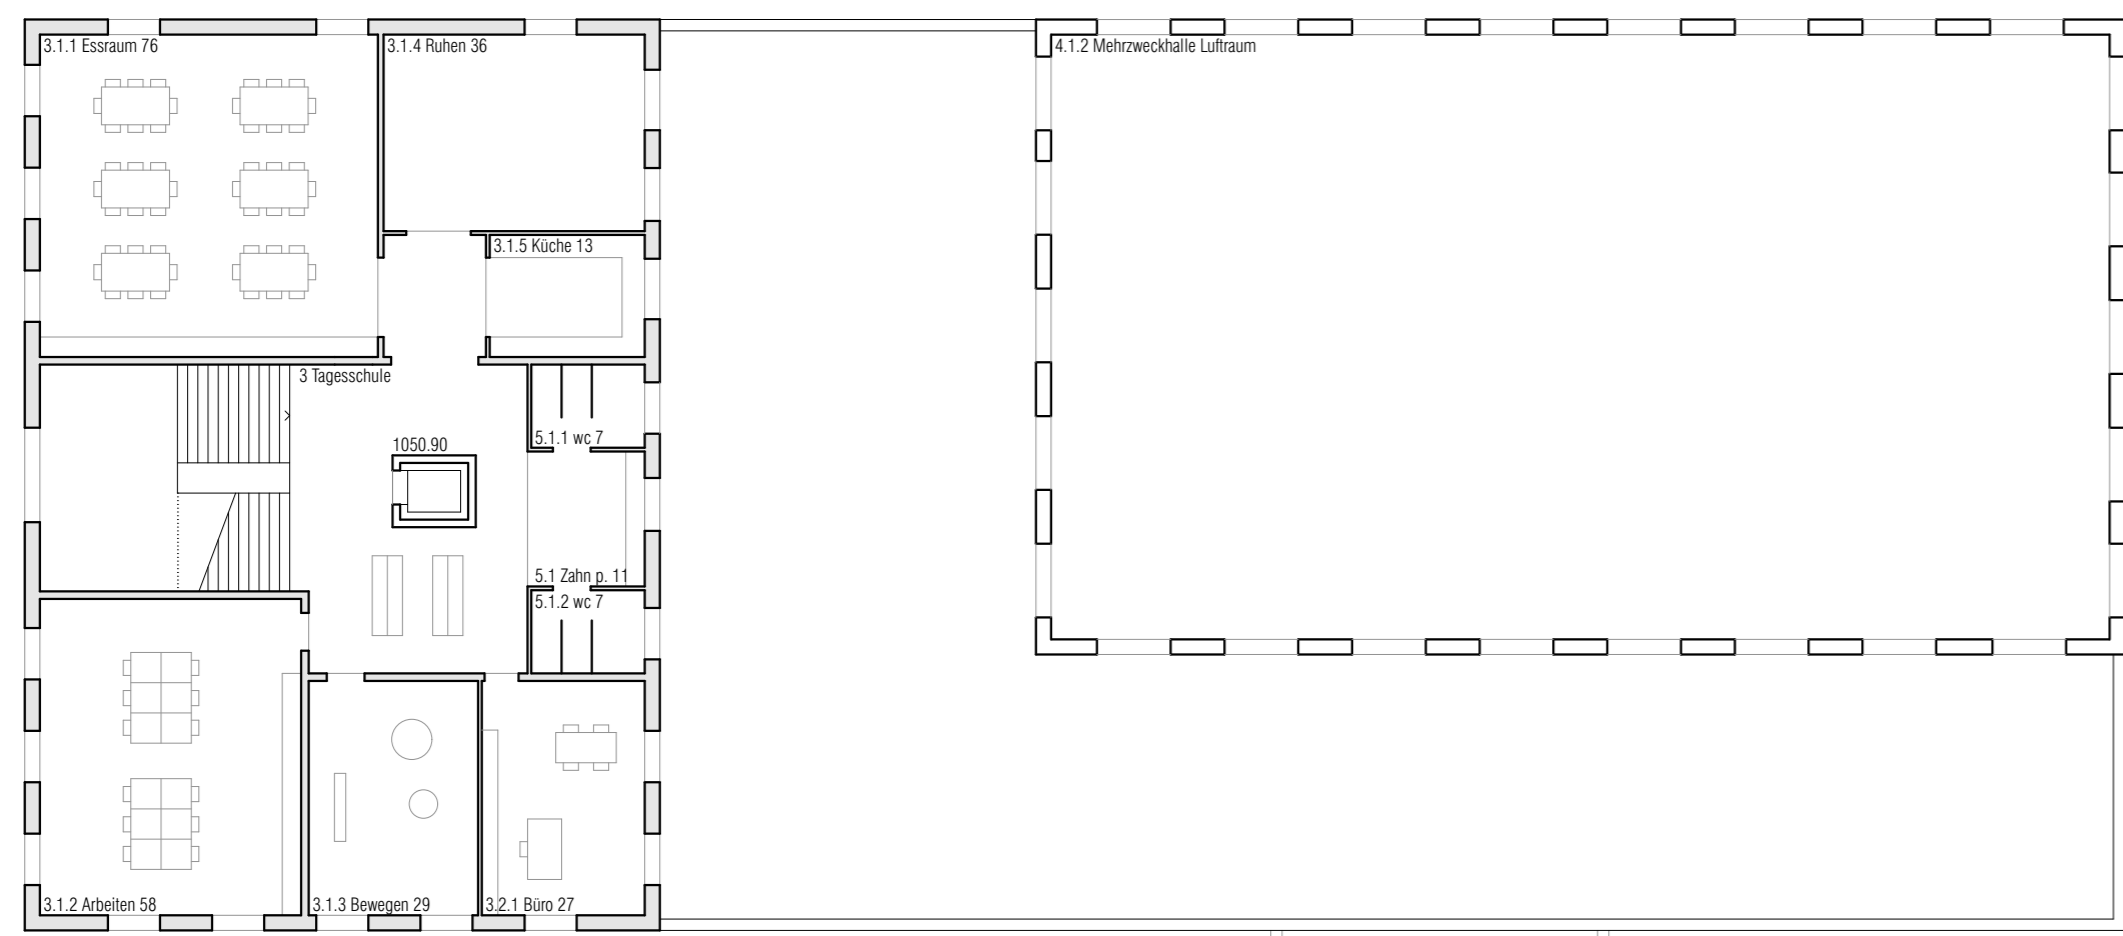 3.1.1 Essraum 76
3.1.4 Ruhen 36
4.1.2 Mehrzweckhalle Luftraum
3.1.5 Küche 13
3 Tagesschule
5.1.1 wc 7
1050.90
5.1 Zahn p. 11
5.1.2 wc 7
3.1.2 Arbeiten 58
3.1.3 Bewegen 29
3.2.1 Büro 27